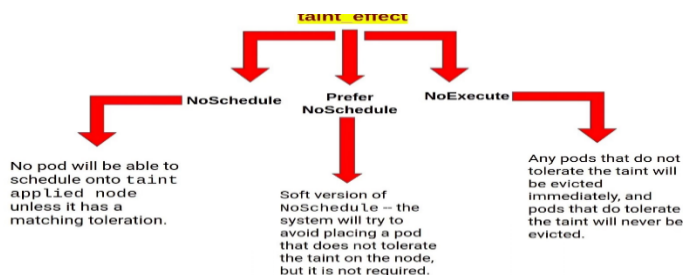 taint effect
NoSchedule
Prefer
NoSchedule
NoExecute
No pod will be able to
schedule onto taint
applied node
unless it has a
matching toleration.
Soft version of
NoSchedule – the
system will try to
avoid placing a pod
that does not tolerate
the taint on the node,
but it is not required.
Any pods that do not
tolerate the taint will
be evicted
immediately, and
pods that do tolerate
the taint will never be
evicted.